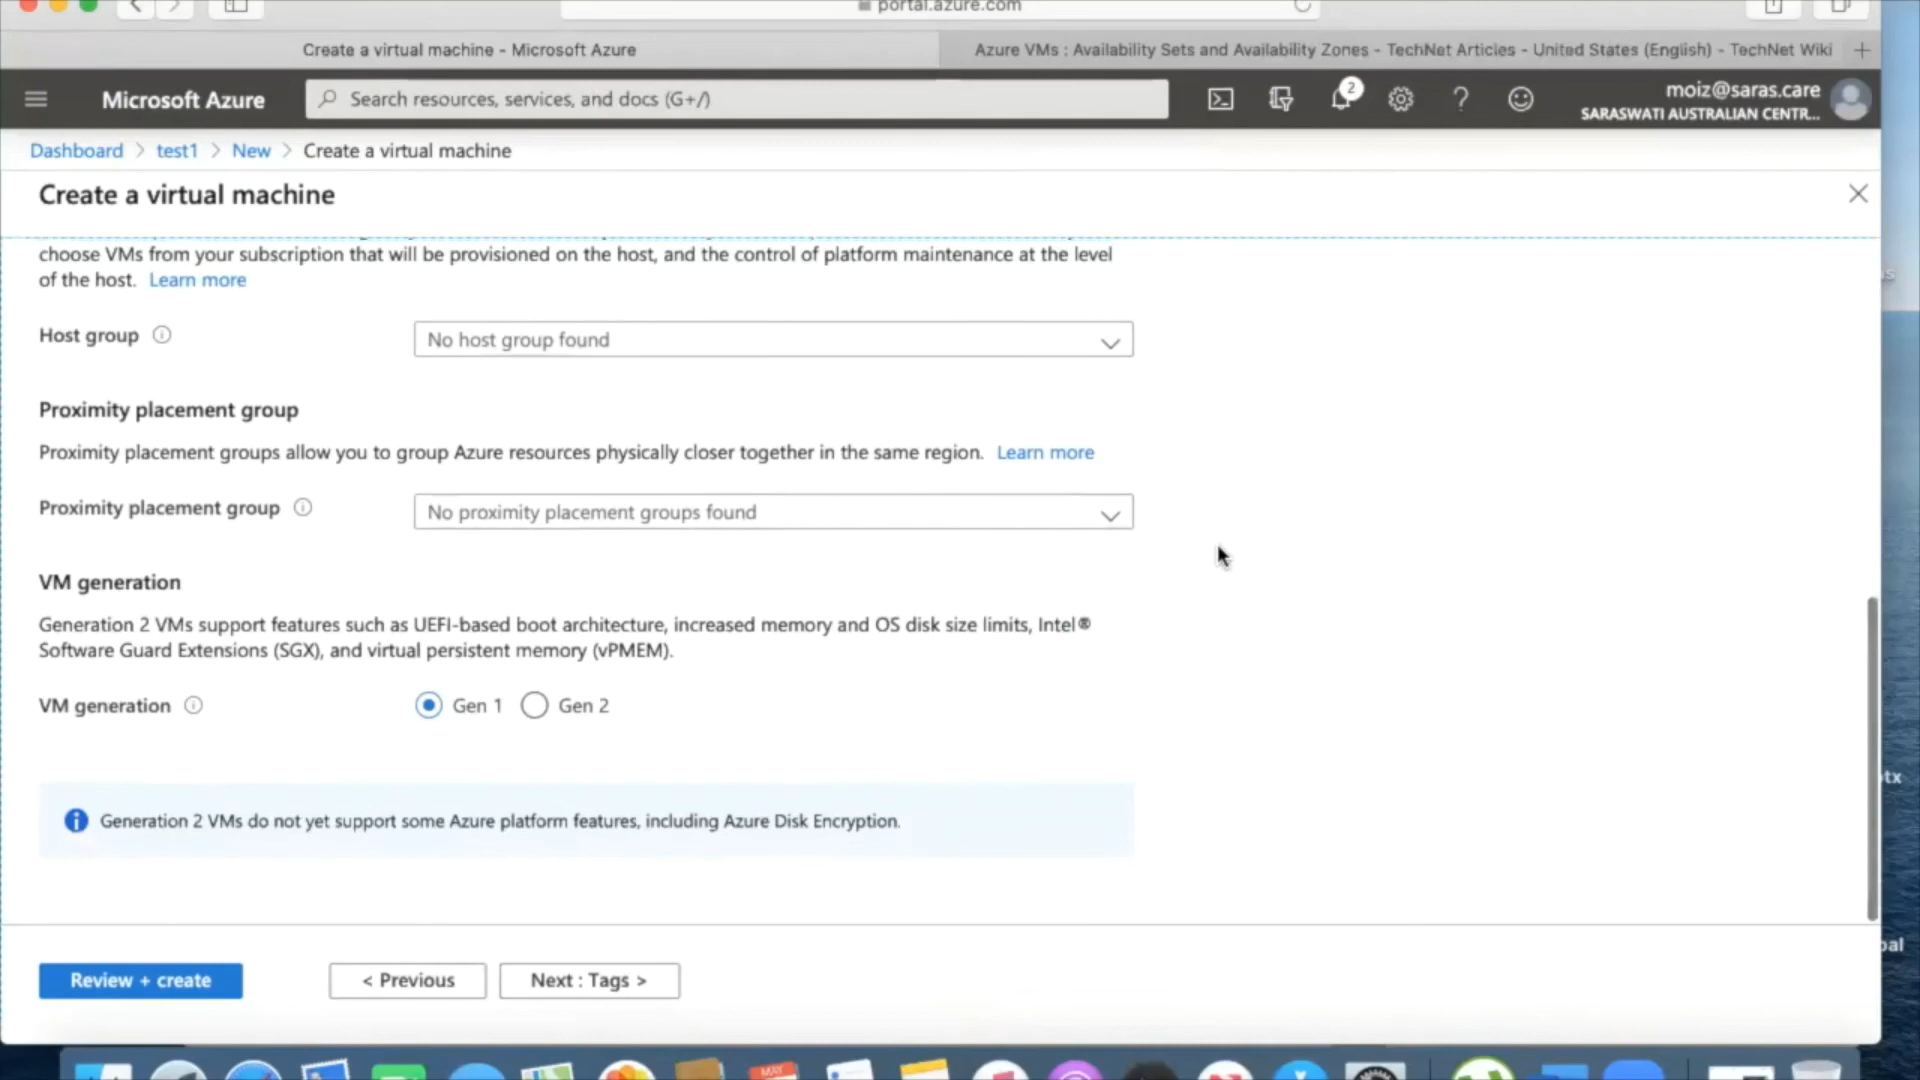 portal.azure.com
Create a virtual machine - Microsoft Azure
Azure VMs : Availability Sets and Availability Zones - TechNet Articles - United States (English) - TechNet Wiki
Microsoft Azure
Search resources, services, and docs (G+/)
2
moiz@saras.care
SARASWATI AUSTRALIAN CENTR...
Dashboard > test1 > New > Create a virtual machine
Create a virtual machine
choose VMs from your subscription that will be provisioned on the host, and the control of platform maintenance at the level
of the host. Learn more
Host group
No host group found
Proximity placement group
Proximity placement groups allow you to group Azure resources physically closer together in the same region. Learn more
Proximity placement group
No proximity placement groups found
VM generation
Generation 2 VMs support features such as UEFI-based boot architecture, increased memory and OS disk size limits, Intel®
Software Guard Extensions (SGX), and virtual persistent memory (vPMEM).
VM generation
Gen 1 Gen 2
tx
Generation 2 VMs do not yet support some Azure platform features, including Azure Disk Encryption.
Review + create
< Previous
Next : Tags >
MAY